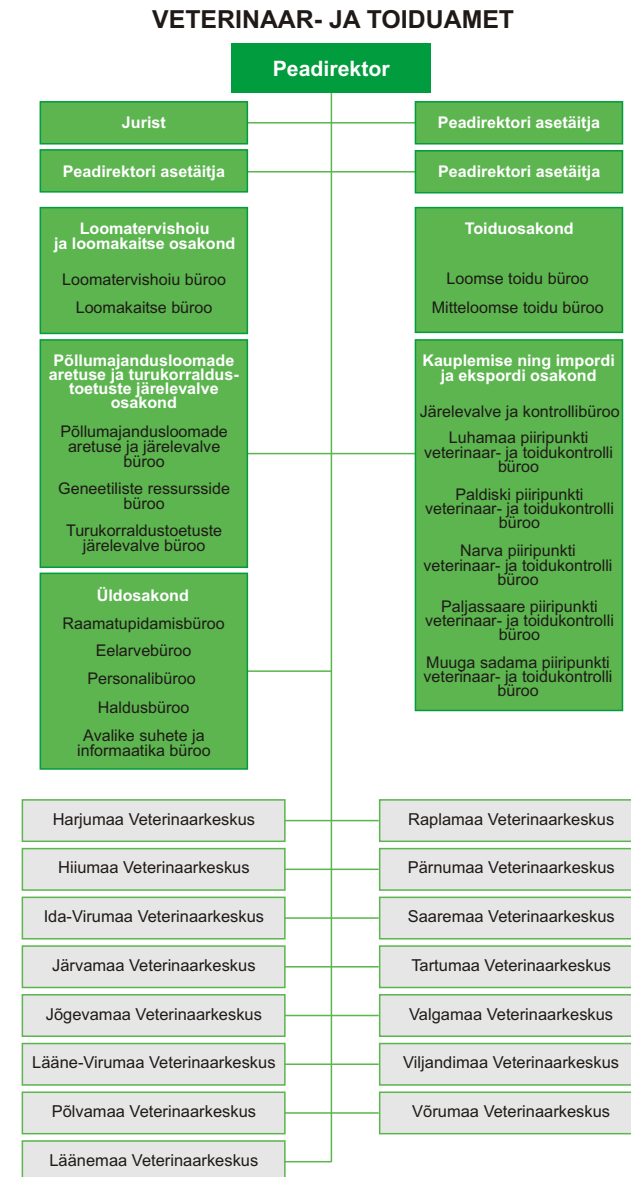 VETERINAAR- JA TOIDUAMET
Peadirektor
Jurist
Peadirektori asetäitja
Peadirektori asetäitja
Peadirektori asetäitja
Loomatervishoiu
ja loomakaitse osakond
Loomatervishoiu büroo
Loomakaitse büroo
Toiduosakond
Loomse toidu büroo
Mitteloomse toidu büroo
Põllumajandusloomade
aretuse ja turukorraldus-
toetuste järelevalve
osakond
Põllumajandusloomade
aretuse ja järelevalve
büroo
Geneetiliste ressursside
büroo
Turukorraldustoetuste
järelevalve büroo
Kauplemise ning impordi
ja ekspordi osakond
Järelevalve ja kontrollibüroo
Luhamaa piiripunkti
veterinaar- ja toidukontrolli
büroo
Paldiski piiripunkti
veterinaar- ja toidukontrolli
büroo
Narva piiripunkti
veterinaar- ja toidukontrolli
büroo
Paljassaare piiripunkti
veterinaar- ja toidukontrolli
büroo
Muuga sadama piiripunkti
veterinaar- ja toidukontrolli
büroo
Üldosakond
Raamatupidamisbüroo
Eelarvebüroo
Personalibüroo
Haldusbüroo
Avalike suhete ja
informaatika büroo
Harjumaa Veterinaarkeskus
Raplamaa Veterinaarkeskus
Hiiumaa Veterinaarkeskus
Pärnumaa Veterinaarkeskus
Ida-Virumaa Veterinaarkeskus
Saaremaa Veterinaarkeskus
Järvamaa Veterinaarkeskus
Tartumaa Veterinaarkeskus
Jõgevamaa Veterinaarkeskus
Valgamaa Veterinaarkeskus
Lääne-Virumaa Veterinaarkeskus
Viljandimaa Veterinaarkeskus
Põlvamaa Veterinaarkeskus
Võrumaa Veterinaarkeskus
Läänemaa Veterinaarkeskus